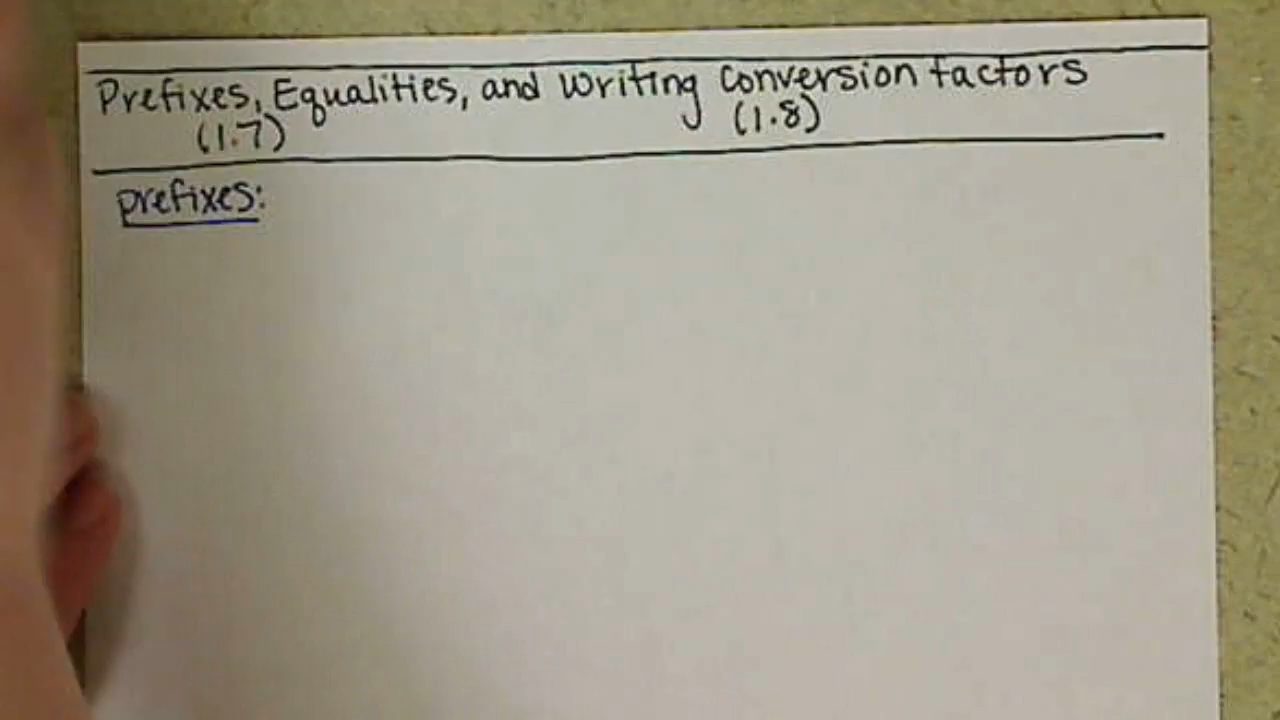 Prefixes, Equalities, and Writing Conversion factors
(1.7) (1.8)
prefixes: